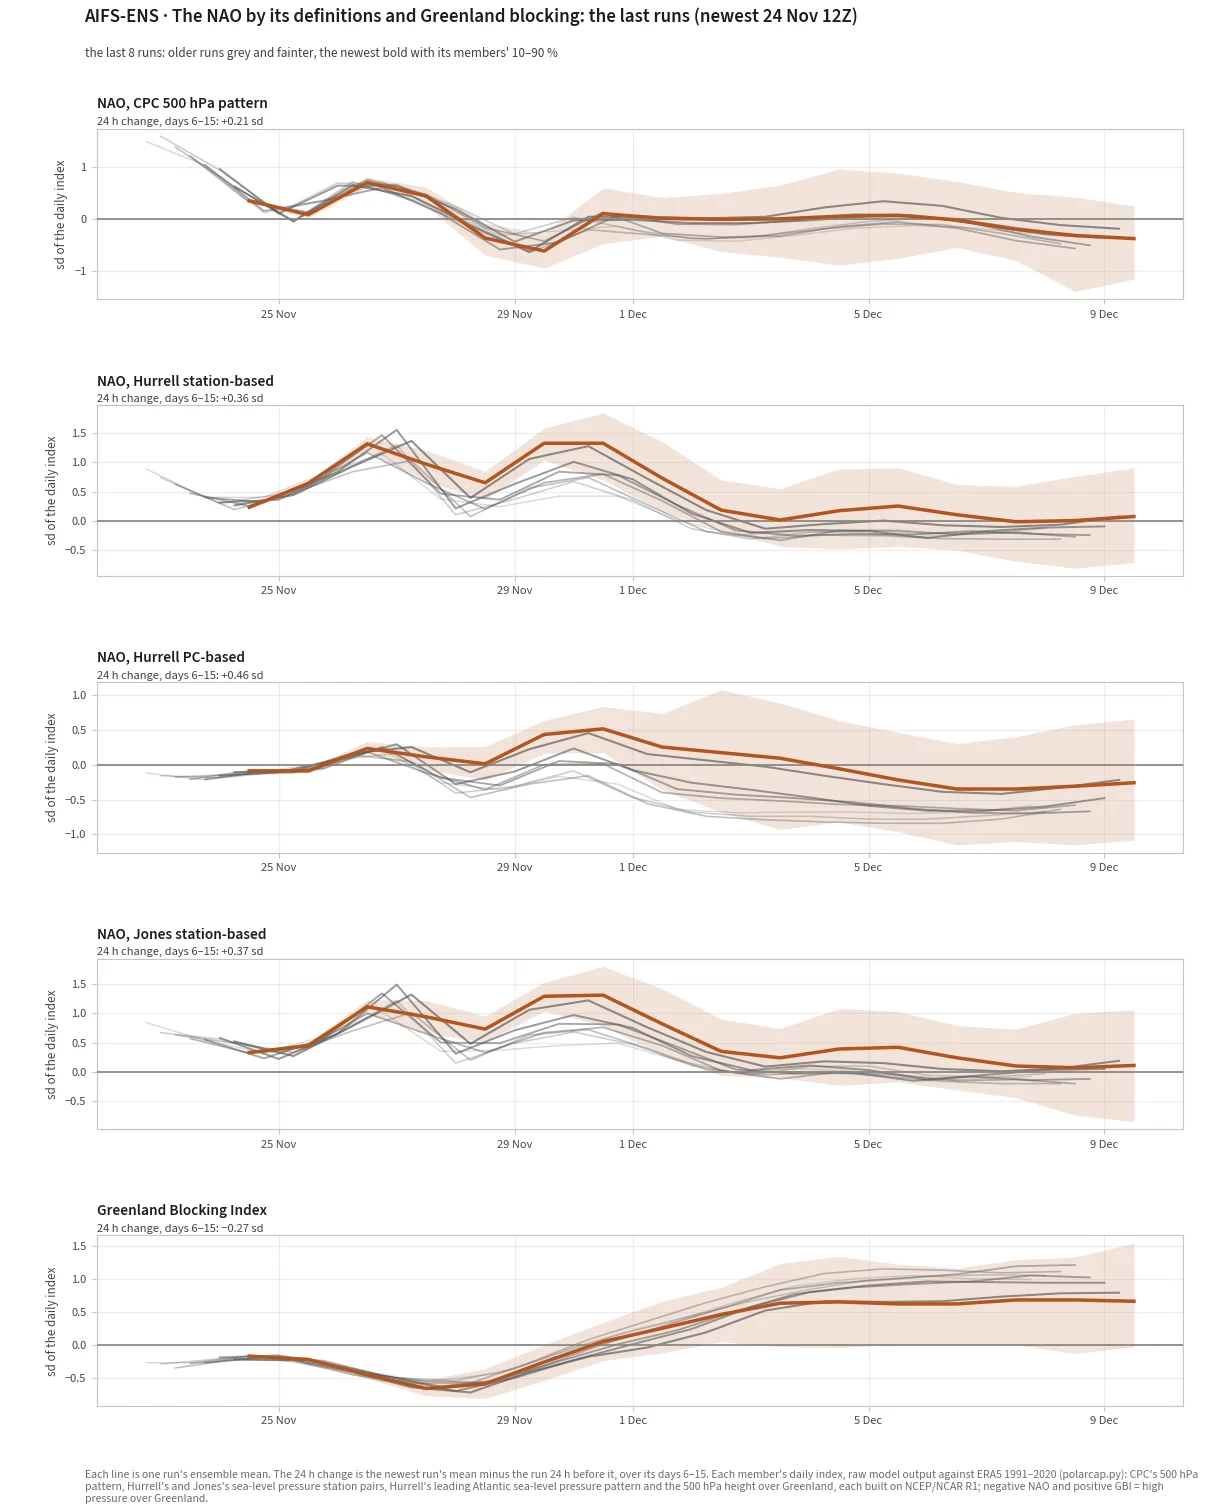 AIFS-ENS · The NAO by its definitions and Greenland blocking: the last runs (newest 24 Nov 12Z)
the last 8 runs: older runs grey and fainter, the newest bold with its members' 10–90 %
NAO, CPC 500 hPa pattern
24 h change, days 6–15: +0.21 sd
sd of the daily index
1
0
−1
25 Nov
29 Nov
1 Dec
5 Dec
9 Dec
NAO, Hurrell station-based
24 h change, days 6–15: +0.36 sd
sd of the daily index
1.5
1.0
0.5
0.0
−0.5
25 Nov
29 Nov
1 Dec
5 Dec
9 Dec
NAO, Hurrell PC-based
24 h change, days 6–15: +0.46 sd
sd of the daily index
1.0
0.5
0.0
−0.5
−1.0
25 Nov
29 Nov
1 Dec
5 Dec
9 Dec
NAO, Jones station-based
24 h change, days 6–15: +0.37 sd
sd of the daily index
1.5
1.0
0.5
0.0
−0.5
25 Nov
29 Nov
1 Dec
5 Dec
9 Dec
Greenland Blocking Index
24 h change, days 6–15: −0.27 sd
sd of the daily index
1.5
1.0
0.5
0.0
−0.5
25 Nov
29 Nov
1 Dec
5 Dec
9 Dec
Each line is one run's ensemble mean. The 24 h change is the newest run's mean minus the run 24 h before it, over its days 6–15. Each member's daily index, raw model output against ERA5 1991–2020 (polarcap.py): CPC's 500 hPa
pattern, Hurrell's and Jones's sea-level pressure station pairs, Hurrell's leading Atlantic sea-level pressure pattern and the 500 hPa height over Greenland, each built on NCEP/NCAR R1; negative NAO and positive GBI = high
pressure over Greenland.